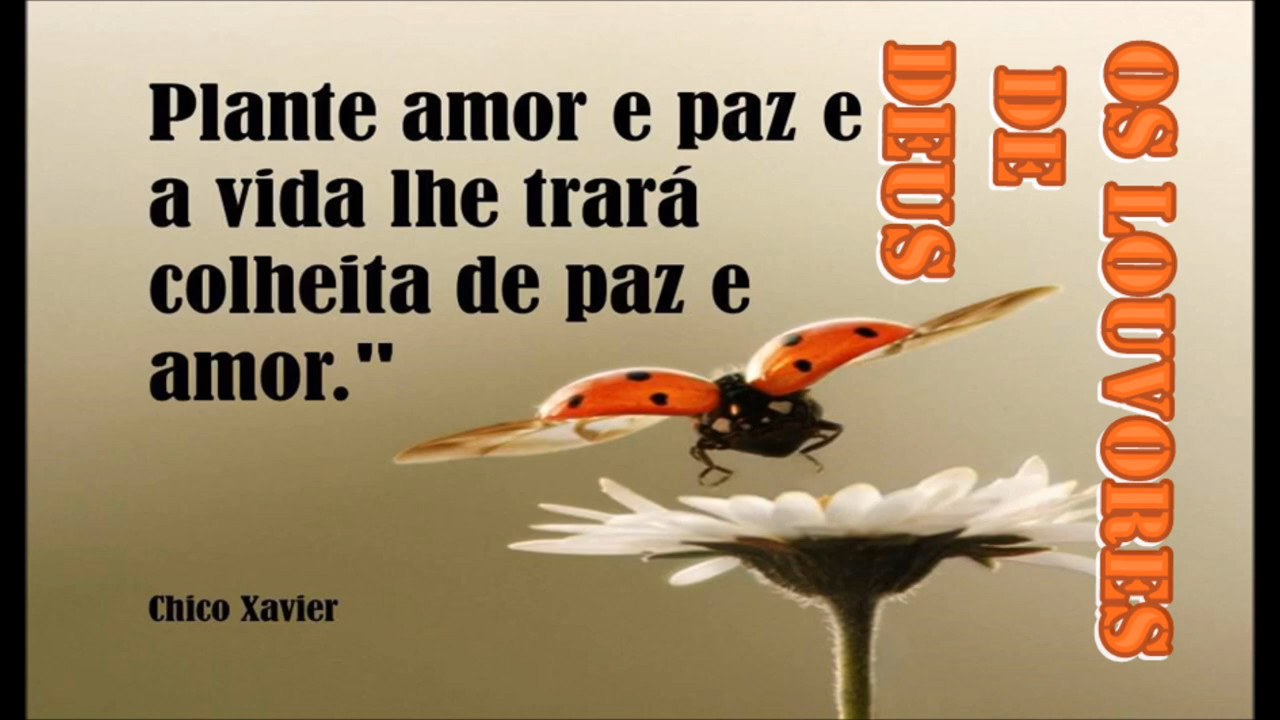 Plante amor e paz e
a vida lhe trará
colheita de paz e
amor."
Chico Xavier
OS LOUVORES
DE
DEUS